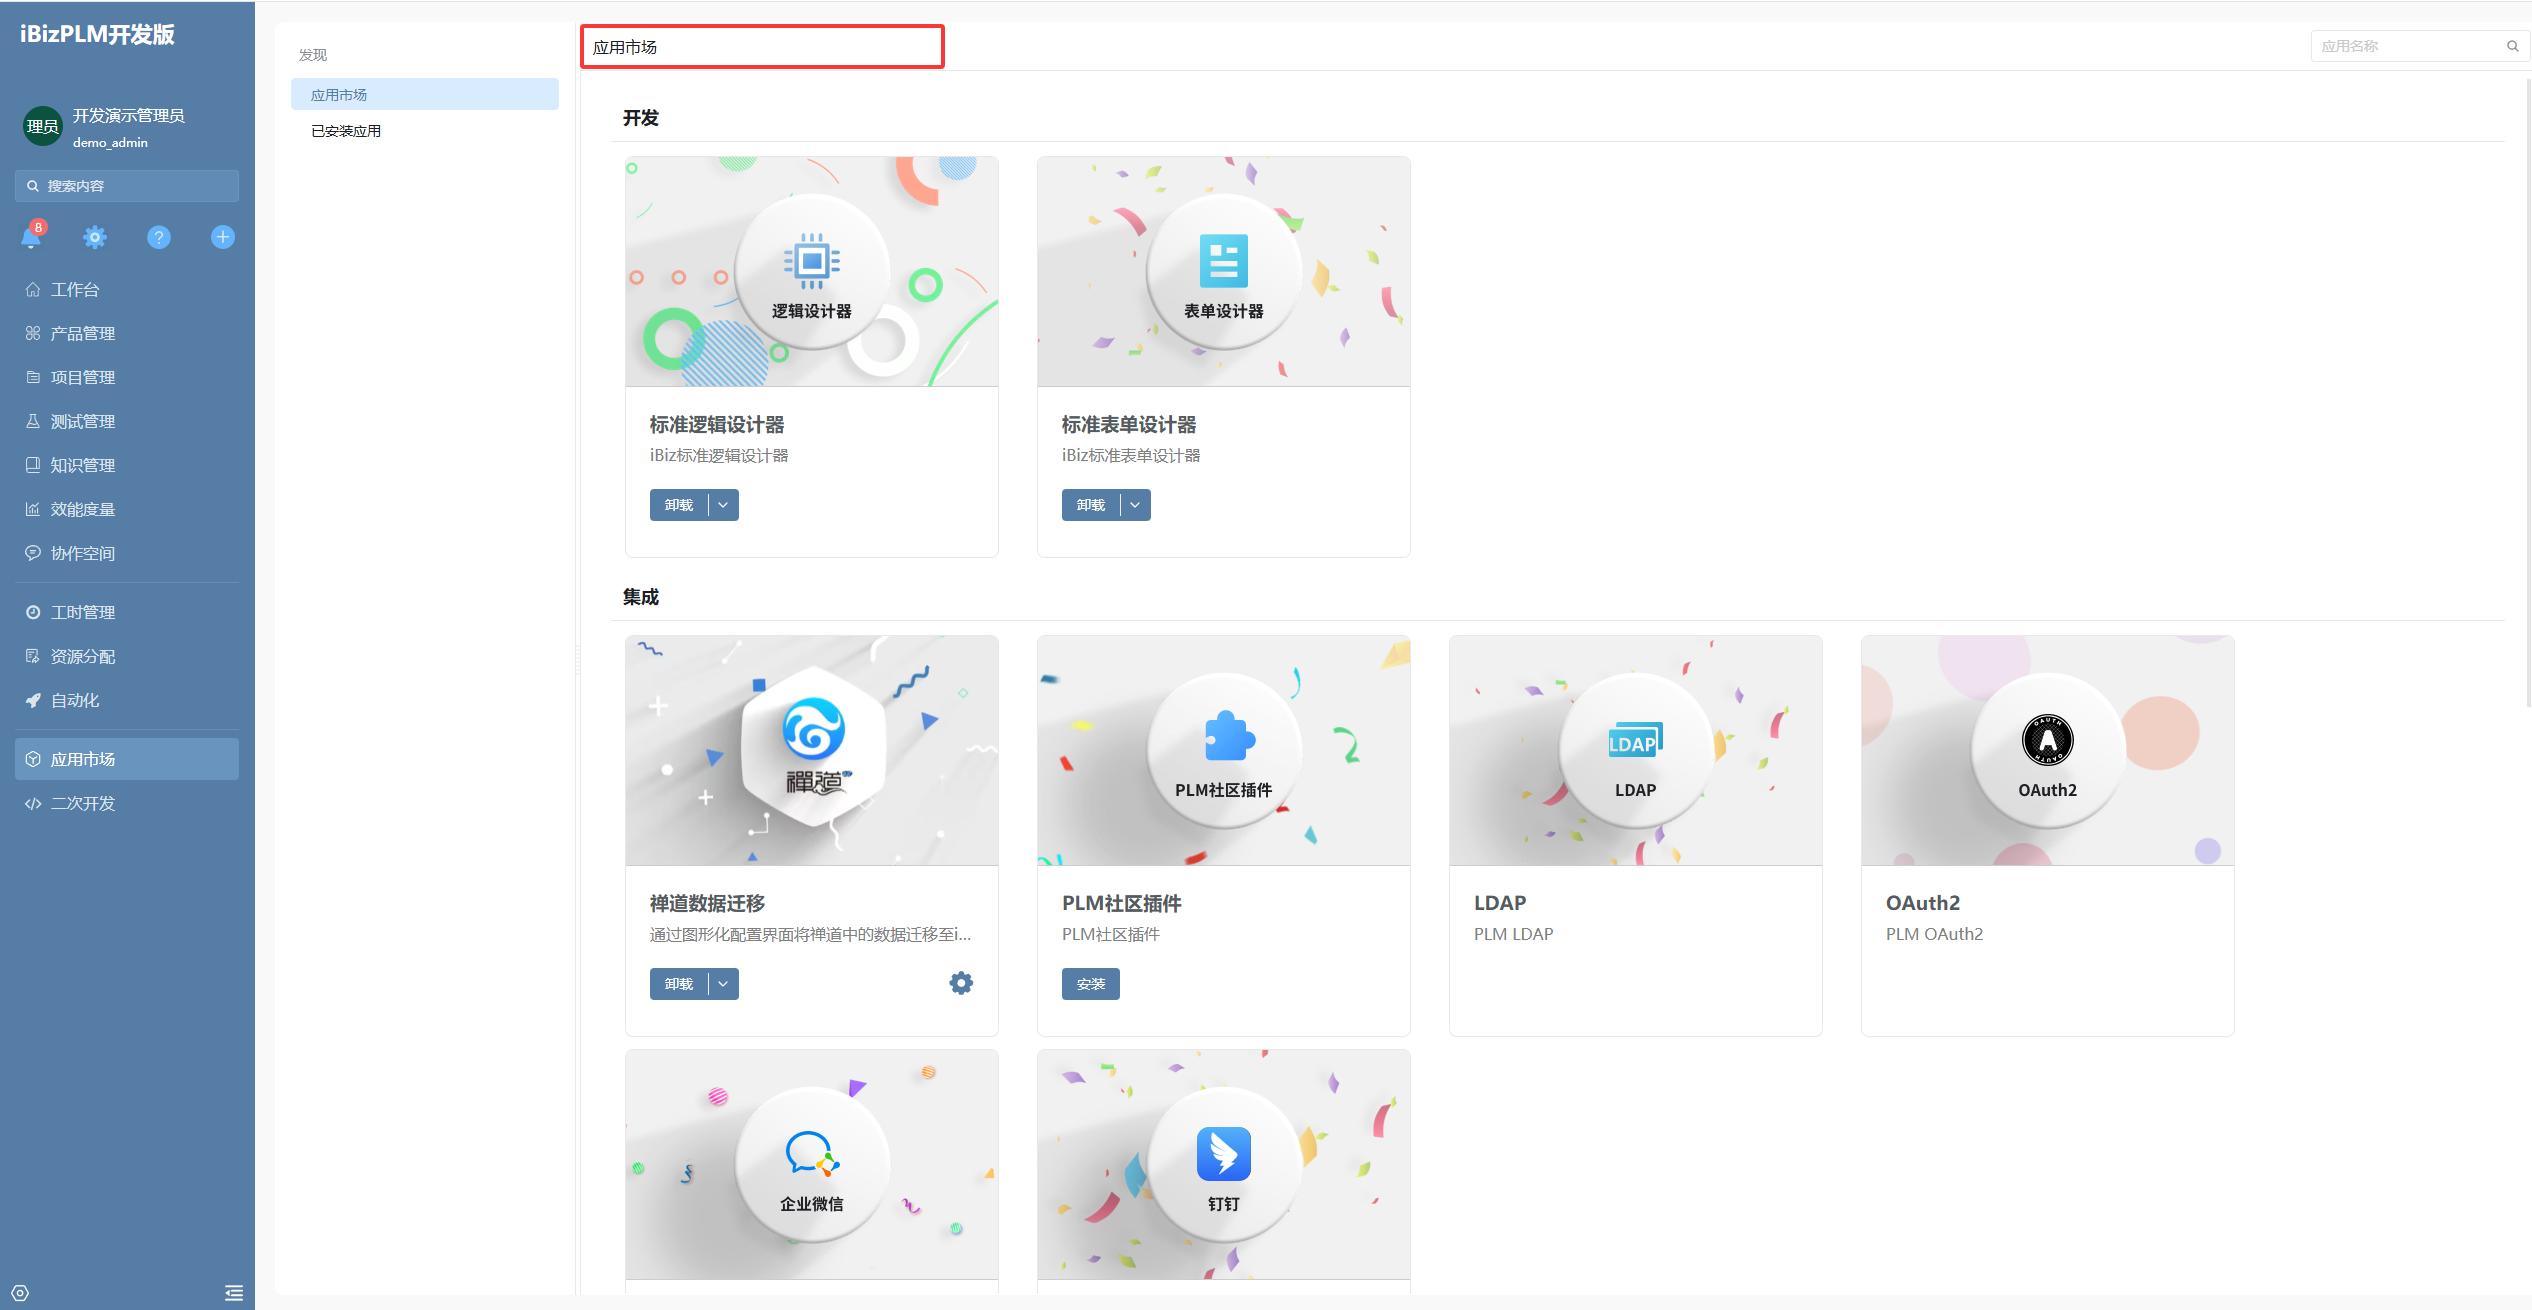 iBizPLM开发版
理员
开发演示管理员
demo_admin
搜索内容
8
工作台
产品管理
项目管理
测试管理
知识管理
效能度量
协作空间
工时管理
资源分配
自动化
应用市场
二次开发
发现
应用市场
已安装应用
应用市场
应用名称
开发
逻辑设计器
标准逻辑设计器
iBiz标准逻辑设计器
卸载
表单设计器
标准表单设计器
iBiz标准表单设计器
卸载
集成
禅道
禅道数据迁移
通过图形化配置界面将禅道中的数据迁移至i...
卸载
PLM社区插件
PLM社区插件
PLM社区插件
安装
LDAP
LDAP
LDAP
PLM LDAP
OAUTH
OAUTH
OAuth2
OAuth2
PLM OAuth2
企业微信
钉钉